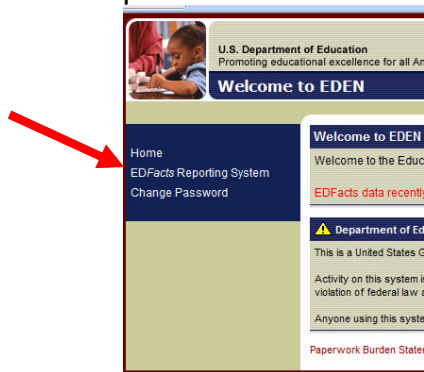 U.S. Department of Education
Promoting educational excellence for all
Welcome to EDEN
Home
EDFacts Reporting System
Change Password
Welcome to EDEN
Welcome to the
EDFacts data recently
Department of
This is a United States
Activity on this system
violation of federal law
Anyone using this
Paperwork Burden